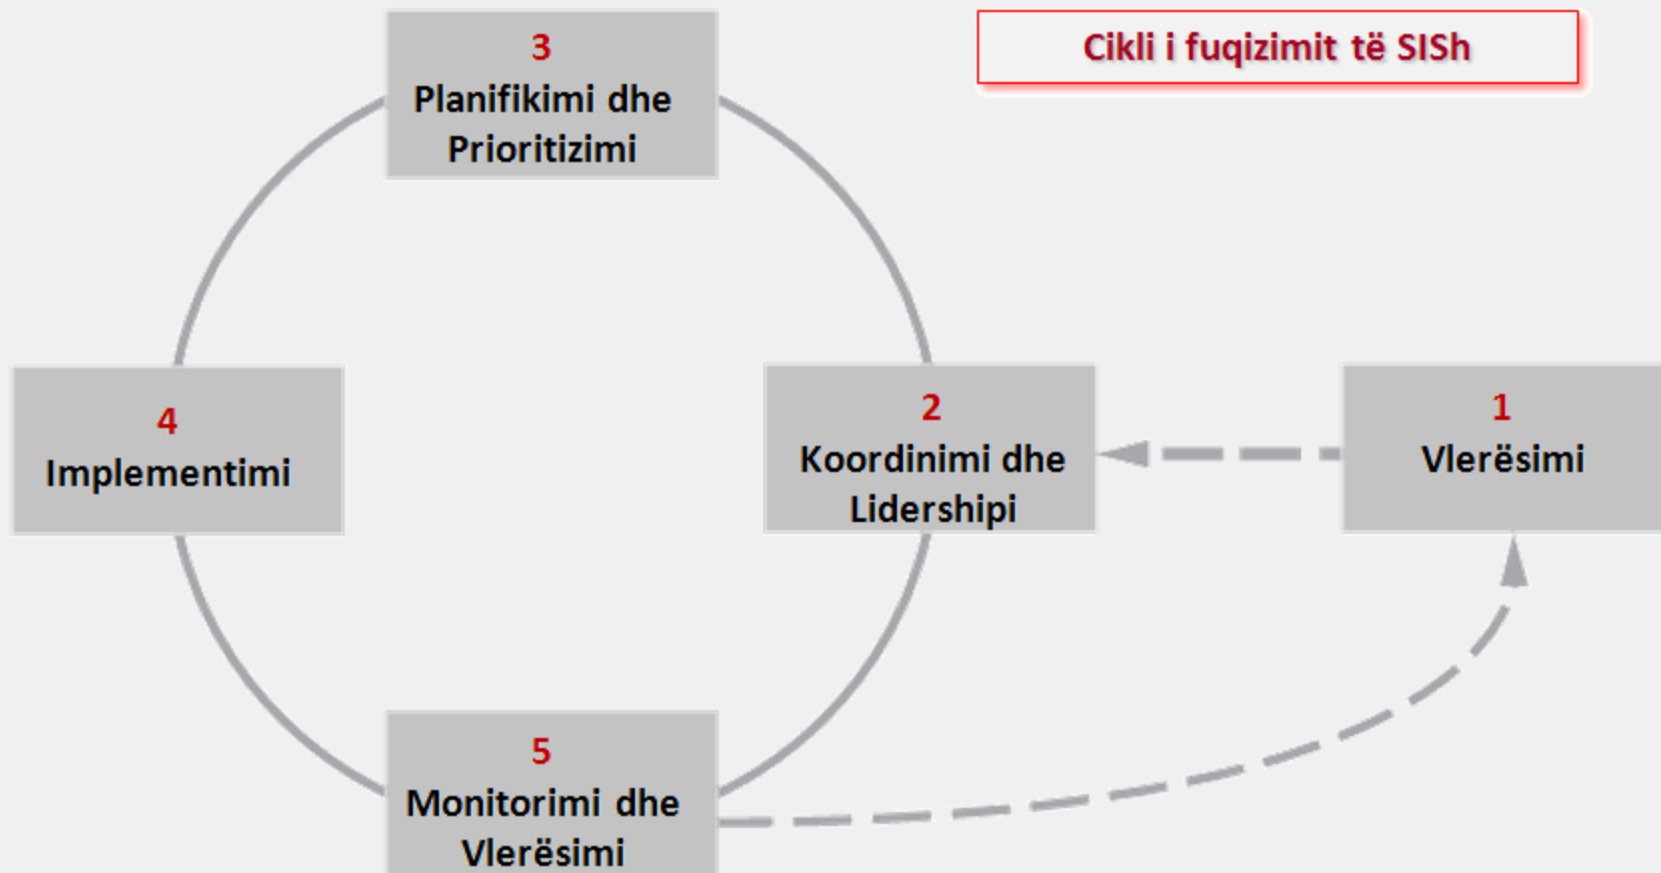 Cikli i fuqizimit të SISh
3
Planifikimi dhe
Prioritizimi
4
Implementimi
2
Koordinimi dhe
Lidershipi
1
Vlerësimi
5
Monitorimi dhe
Vlerësimi